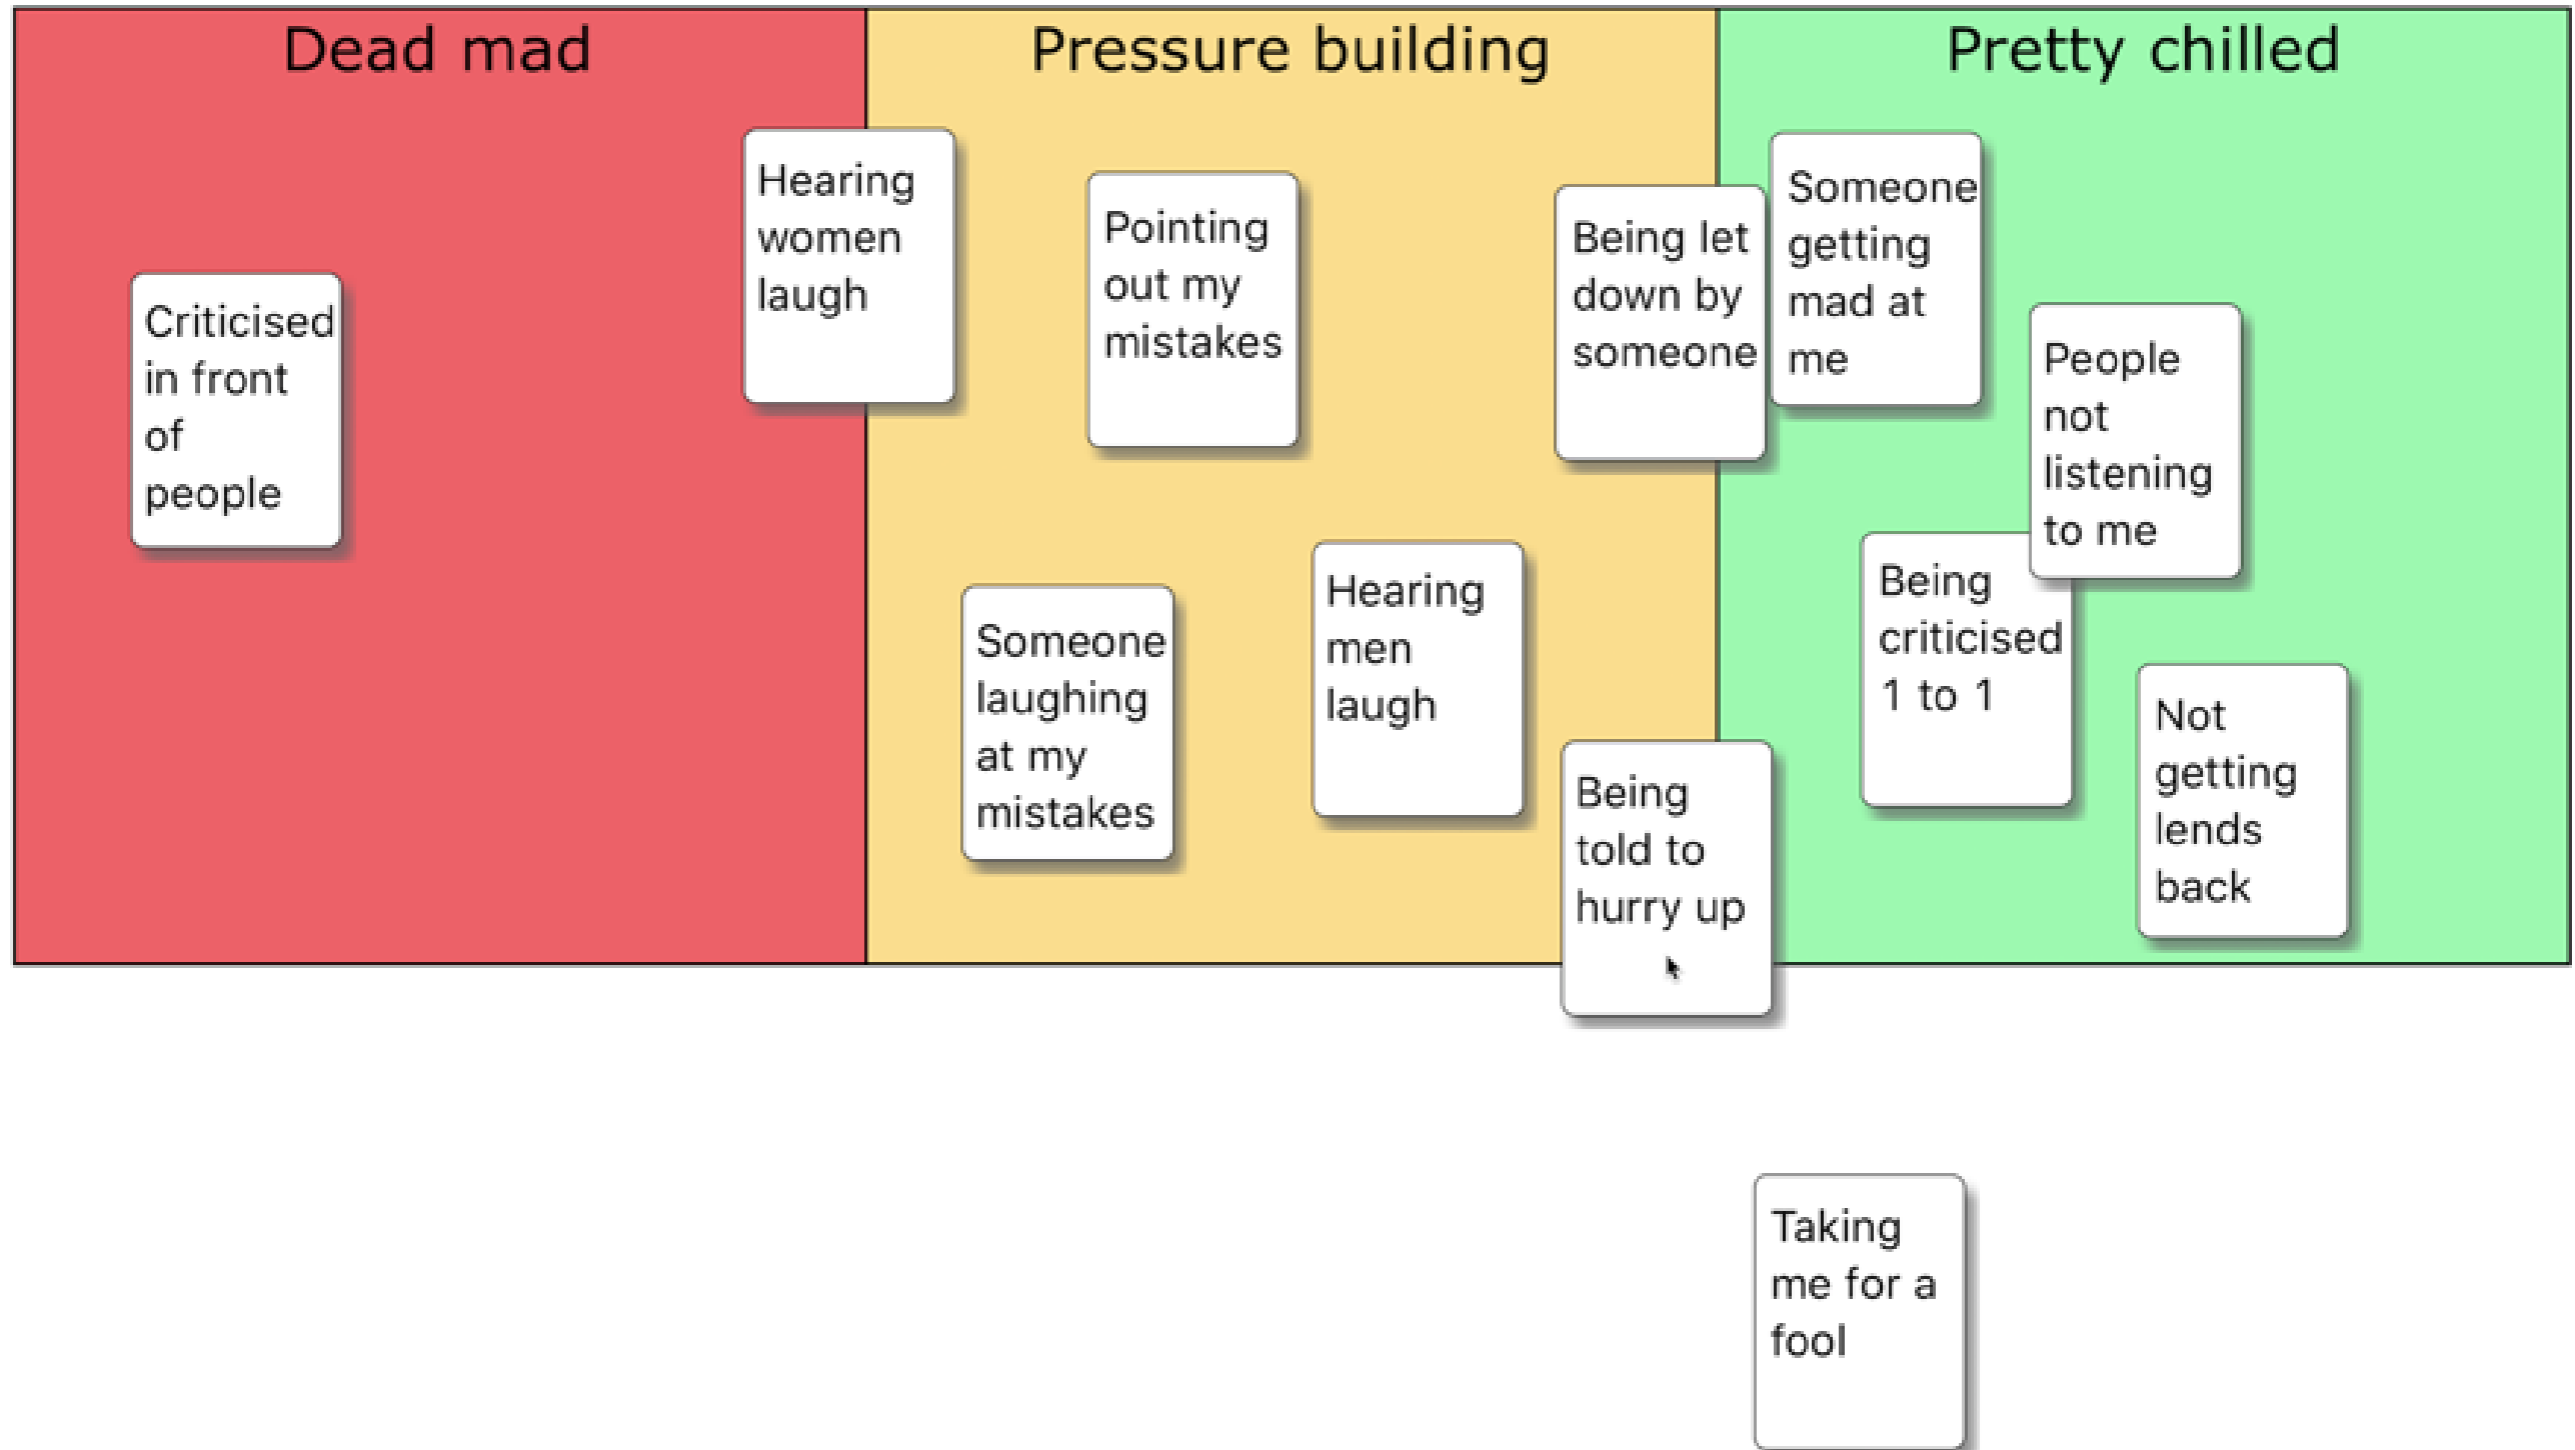 Dead mad
Pressure building
Pretty chilled
Criticised
in front
of
people
Hearing
women
laugh
Pointing
out my
mistakes
Someone
laughing
at my
mistakes
Hearing
men
laugh
Being let
down by
someone
Being
told to
hurry up
Someone
getting
mad at
me
People
not
listening
to me
Being
criticised
1 to 1
Not
getting
lends
back
Taking
me for a
fool